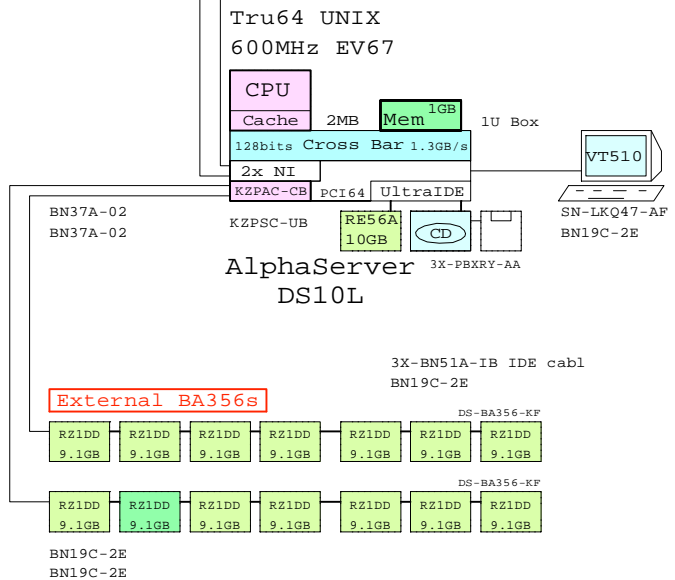 Tru64 UNIX
600MHz EV67
CPU
Cache 2MB Mem 1GB 1U Box
128bits Cross Bar 1.3GB/s
2x NI
VT510
KZPAC-CB PCI64 UltraIDE
BN37A-02
BN37A-02
KZPSC-UB
RE56A
10GB
CD
SN-LKQ47-AF
BN19C-2E
3X-PBXRY-AA
AlphaServer
DS10L
3X-BN51A-IB IDE cabl
BN19C-2E
External BA356s
DS-BA356-KF
RZ1DD RZ1DD RZ1DD RZ1DD RZ1DD RZ1DD RZ1DD
9.1GB 9.1GB 9.1GB 9.1GB 9.1GB 9.1GB 9.1GB
DS-BA356-KF
RZ1DD RZ1DD RZ1DD RZ1DD RZ1DD RZ1DD RZ1DD
9.1GB 9.1GB 9.1GB 9.1GB 9.1GB 9.1GB 9.1GB
BN19C-2E
BN19C-2E